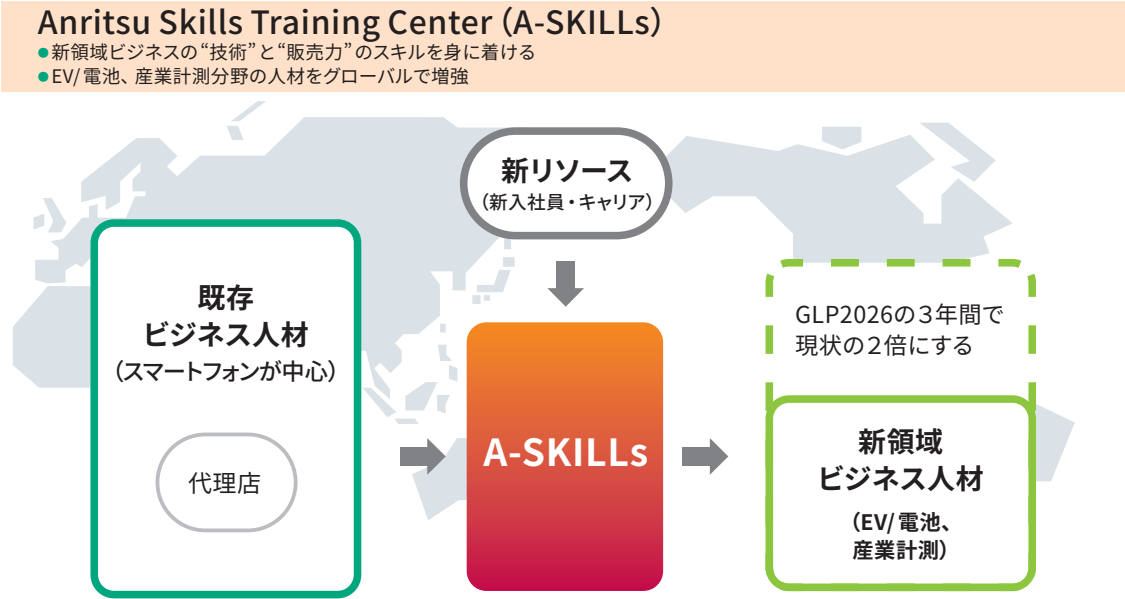 Anritsu Skills Training Center（A-SKILLs）
●新領域ビジネスの“技術”と“販売力”のスキルを身に着ける
●EV/電池、産業計測分野の人材をグローバルで増強
新リソース
（新入社員・キャリア）
既存
ビジネス人材
（スマートフォンが中心）
代理店
A-SKILLs
GLP2026の３年間で
現状の２倍にする
新領域
ビジネス人材
（EV/電池、
産業計測）